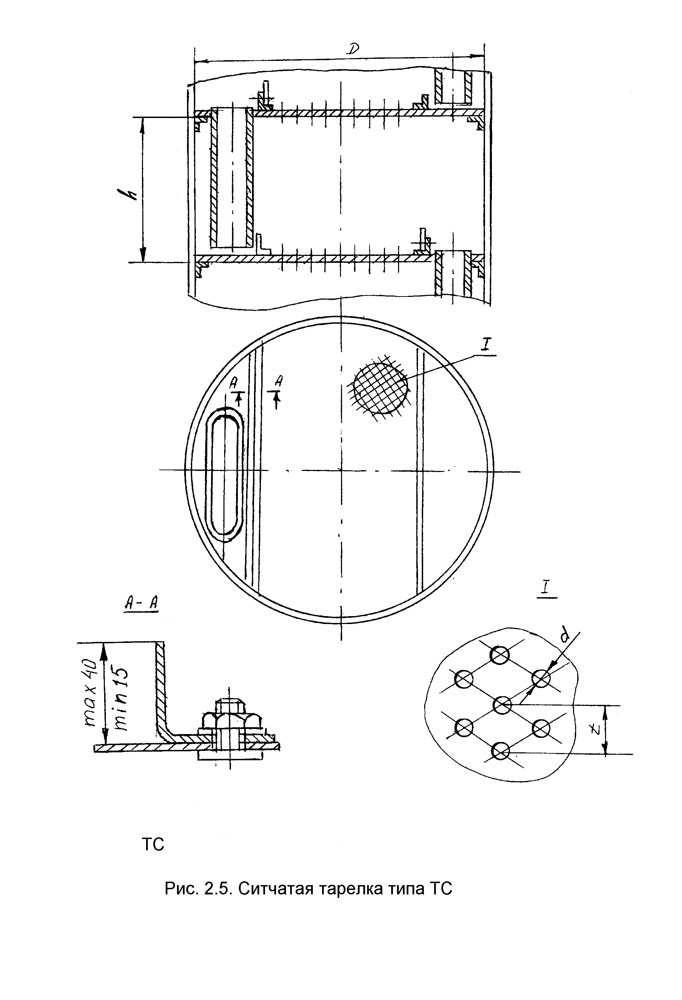 D
h
I
А
А
А - А
I
max 40
min 15
d
t
ТС
Рис. 2.5. Ситчатая тарелка типа ТС